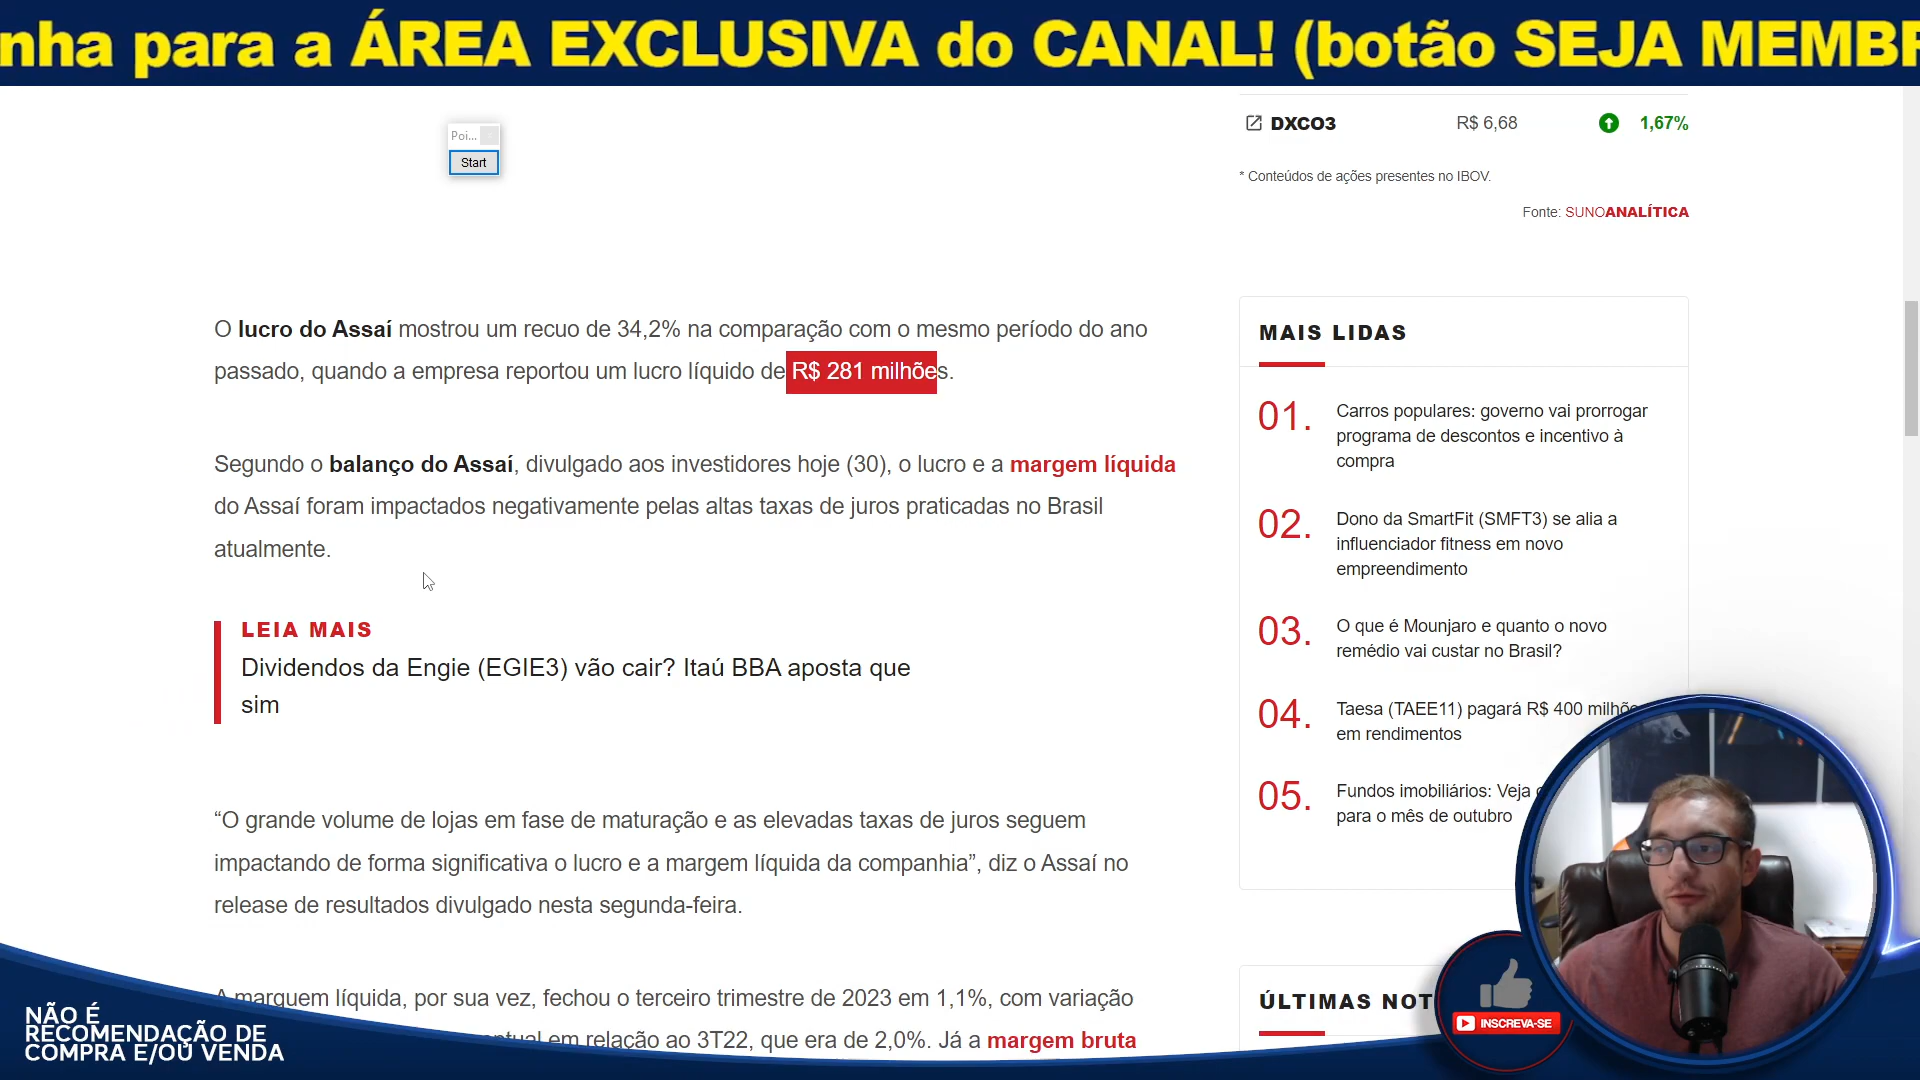 nha para a ÁREA EXCLUSIVA do CANAL! (botão SEJA MEMBR
Poi...
Start
DXCO3 R$ 6,68 1,67%
* Conteúdos de ações presentes no IBOV.
Fonte: SUNOANALÍTICA
O lucro do Assaí mostrou um recuo de 34,2% na comparação com o mesmo período do ano
passado, quando a empresa reportou um lucro líquido de R$ 281 milhões.
Segundo o balanço do Assaí, divulgado aos investidores hoje (30), o lucro e a margem líquida
do Assaí foram impactados negativamente pelas altas taxas de juros praticadas no Brasil
atualmente.
LEIA MAIS
Dividendos da Engie (EGIE3) vão cair? Itaú BBA aposta que
sim
“O grande volume de lojas em fase de maturação e as elevadas taxas de juros seguem
impactando de forma significativa o lucro e a margem líquida da companhia”, diz o Assaí no
release de resultados divulgado nesta segunda-feira.
A marguem líquida, por sua vez, fechou o terceiro trimestre de 2023 em 1,1%, com variação
em relação ao 3T22, que era de 2,0%. Já a margem bruta
MAIS LIDAS
01. Carros populares: governo vai prorrogar
programa de descontos e incentivo à
compra
02. Dono da SmartFit (SMFT3) se alia a
influenciador fitness em novo
empreendimento
03. O que é Mounjaro e quanto o novo
remédio vai custar no Brasil?
04. Taesa (TAEE11) pagará R$ 400 milhõe
em rendimentos
05. Fundos imobiliários: Veja
para o mês de outubro
ÚLTIMAS NOT
INSCREVA-SE
NÃO É
RECOMENDAÇÃO DE
COMPRA E/OU VENDA